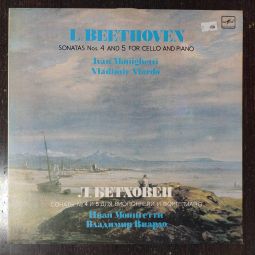 L. BEETHOVEN
SONATAS Nos. 4 AND 5 FOR CELLO AND PIANO
Ivan Monighetti
Vladimir Viardo
Л. БЕТХОВЕН
СОНАТЫ № 4 И 5 ДЛЯ ВИОЛОНЧЕЛИ И ФОРТЕПИАНО
Иван Монигетти
Владимир Виардо